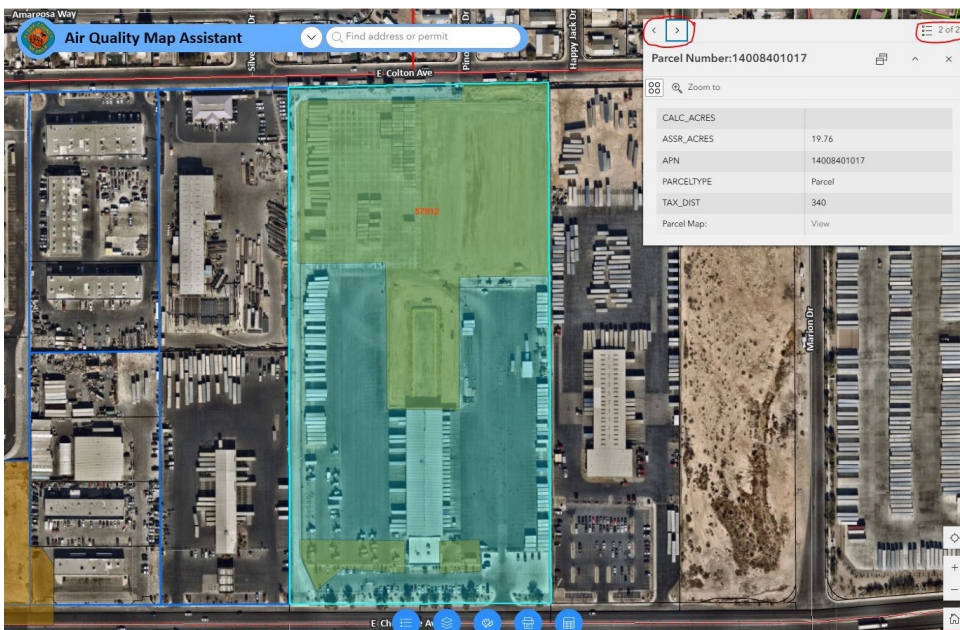 Amargosa Way
Air Quality Map Assistant
Find address or permit
E Colton Ave
Happy Jack Dr
57912
Marion Dr
2 of 2
Parcel Number:14008401017
Zoom to
CALC_ACRES
ASSR_ACRES 19.76
APN 14008401017
PARCELTYPE Parcel
TAX_DIST 340
Parcel Map: View